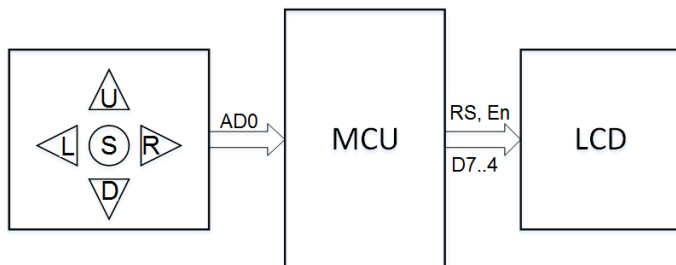 U
L S R
D
AD0
MCU
RS, En
D7..4
LCD